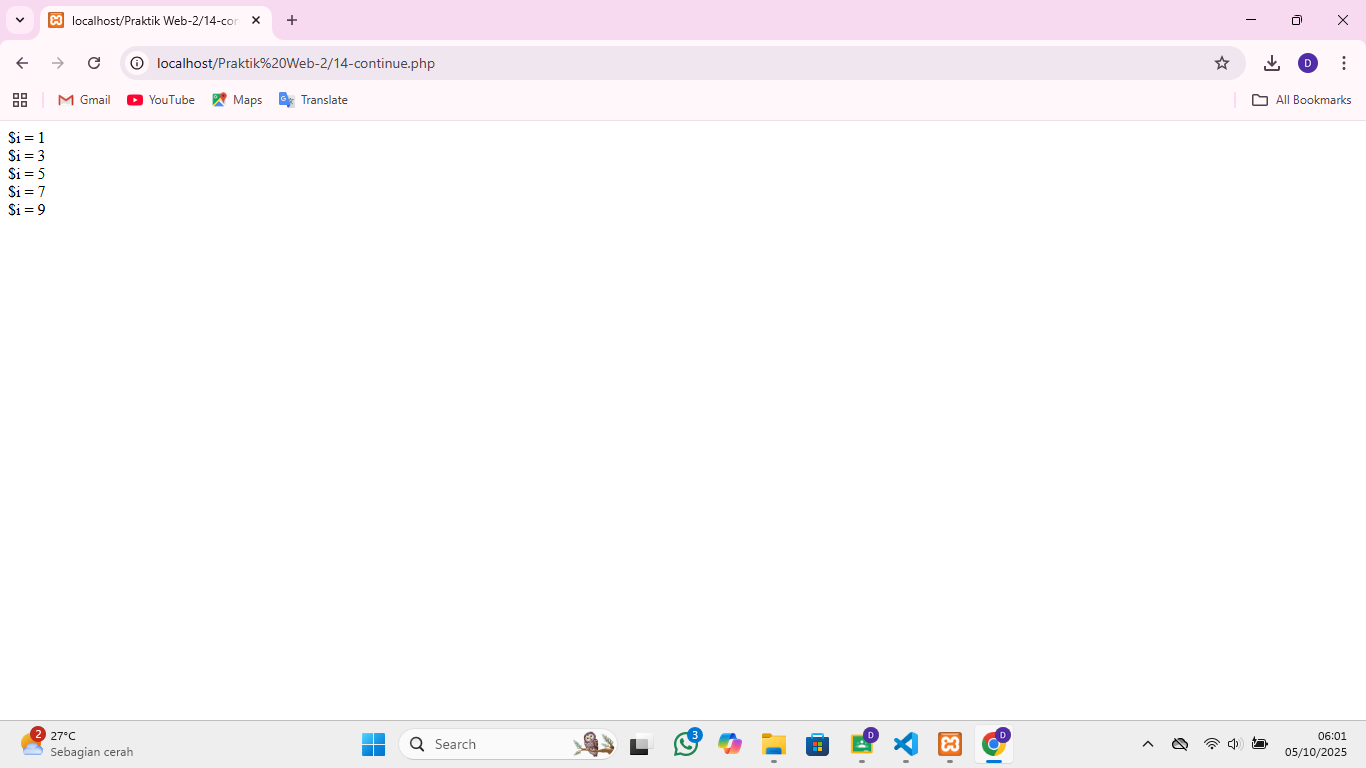 localhost/Praktik Web-2/14-con
localhost/Praktik%20Web-2/14-continue.php
D
Gmail
YouTube
Maps
Translate
All Bookmarks
$i = 1
$i = 3
$i = 5
$i = 7
$i = 9
2
27°C
Sebagian cerah
Search
3
D
D
06:01
05/10/2025